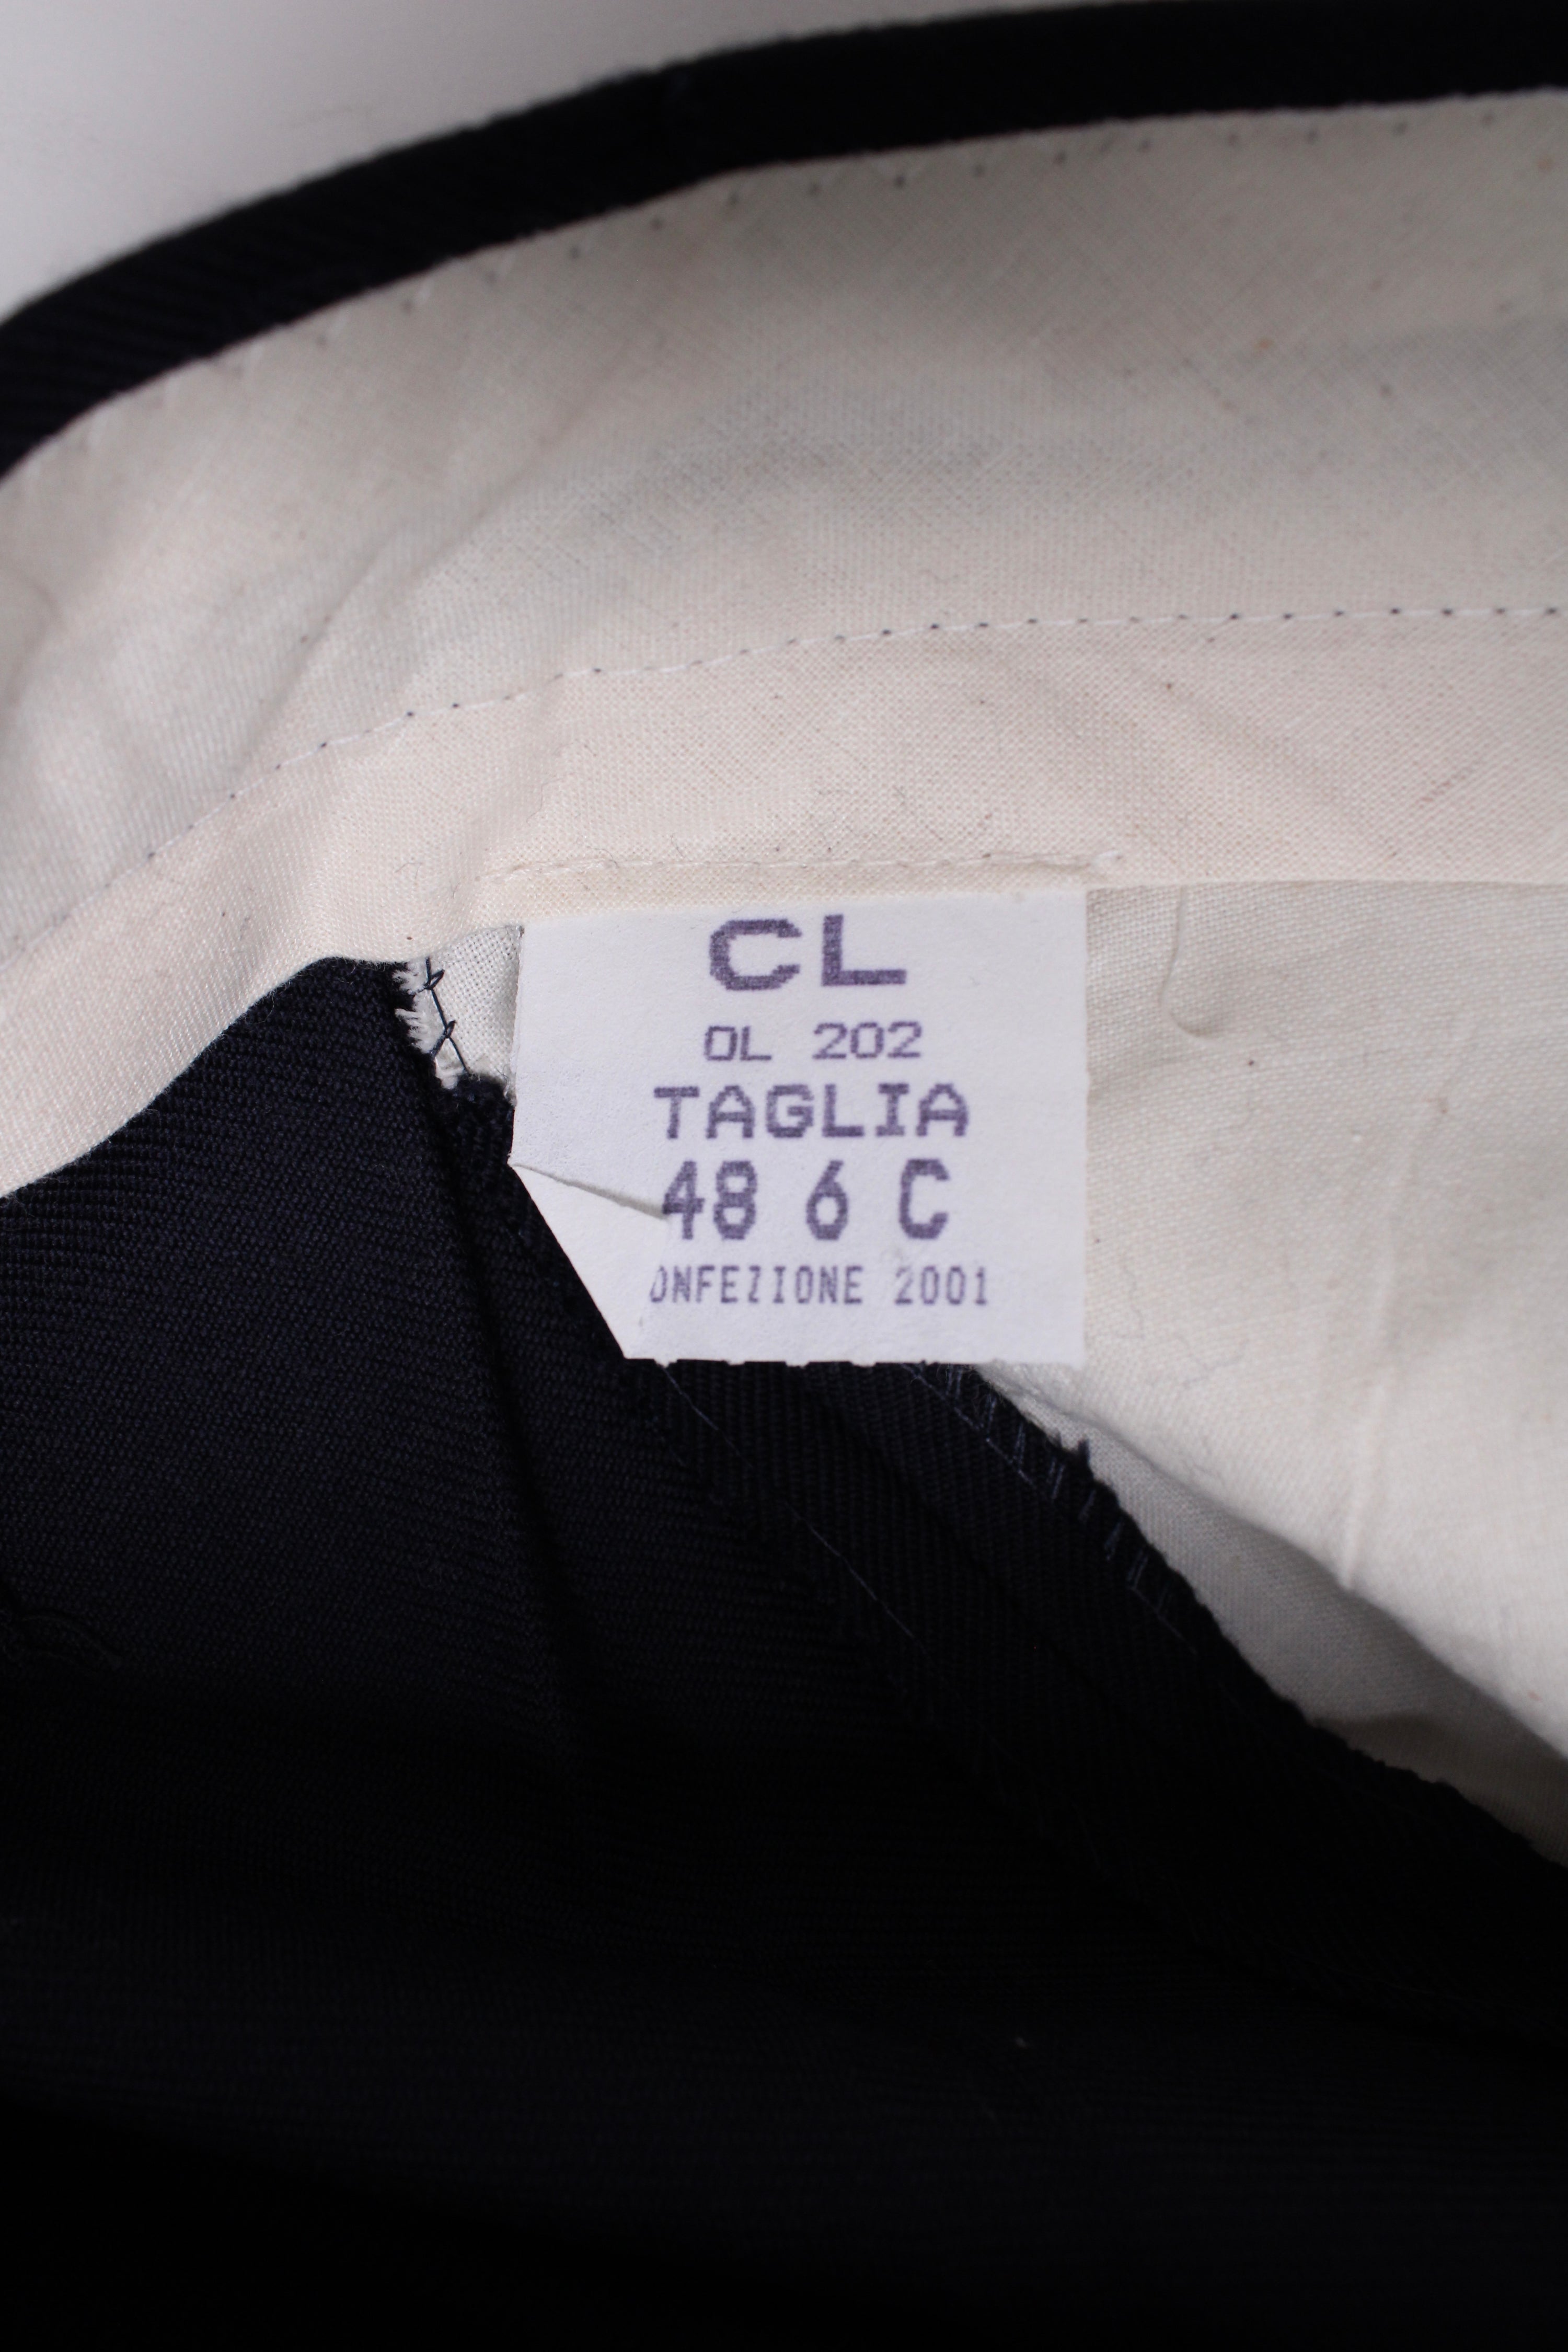 CL
OL 202
TAGLIA
48 6 C
ONFEZIONE 2001